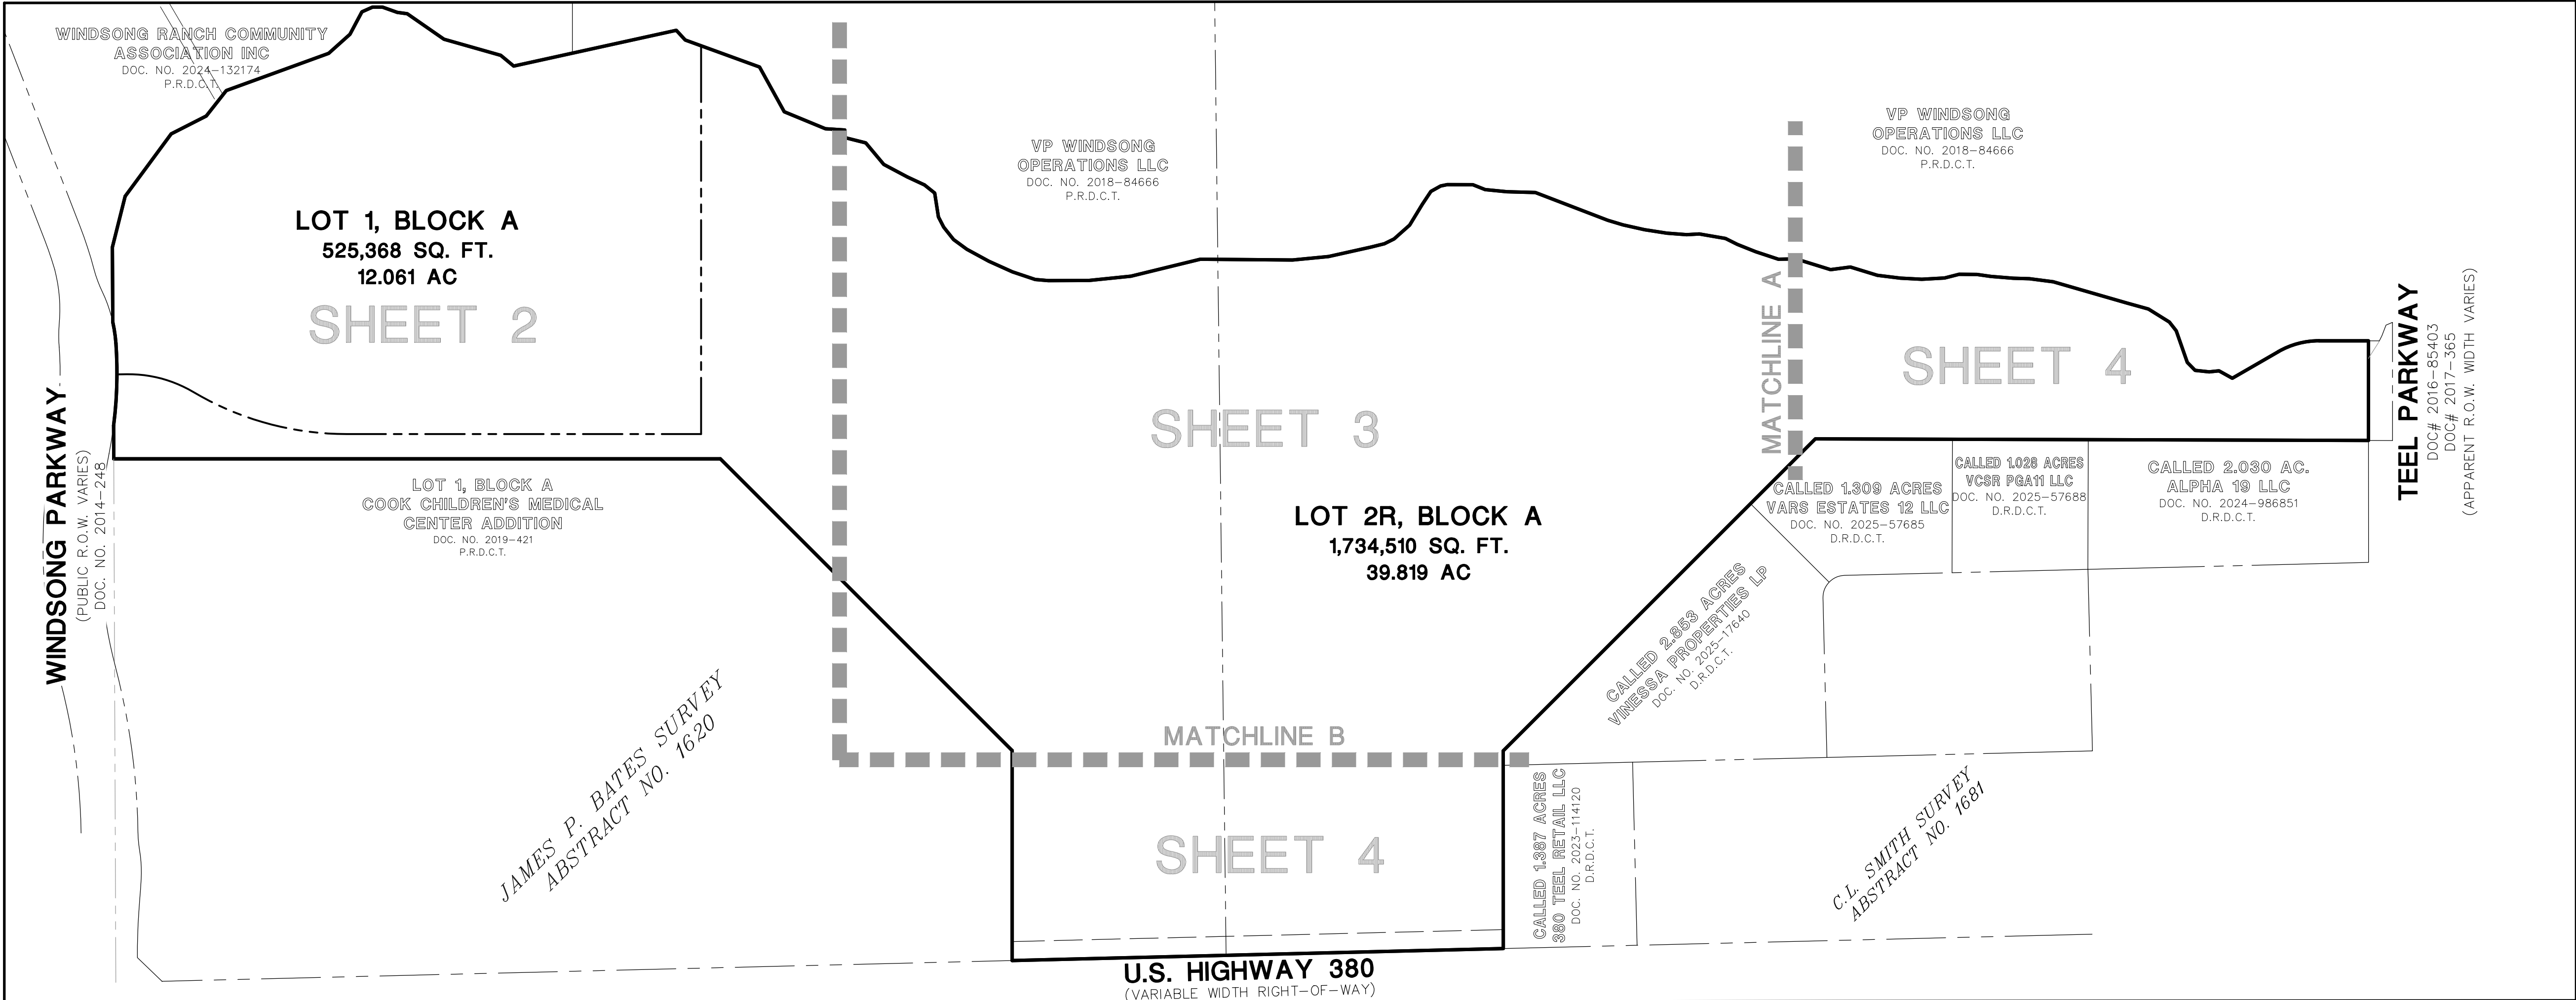 WINDSONG RANCH COMMUNITY
ASSOCIATION INC
DOC. NO. 2024-132174
P.R.D.C.T.
VP WINDSONG
OPERATIONS LLC
DOC. NO. 2018-84666
P.R.D.C.T.
VP WINDSONG
OPERATIONS LLC
DOC. NO. 2018-84666
P.R.D.C.T.
LOT 1, BLOCK A
525,368 SQ. FT.
12.061 AC
SHEET 2
MATCHLINE A
SHEET 4
TEEL PARKWAY
DOC# 2016-85403
DOC# 2017-365
(APPARENT R.O.W. WIDTH VARIES)
SHEET 3
WINDSONG PARKWAY
(PUBLIC R.O.W. VARIES)
DOC. NO. 2014-248
LOT 1, BLOCK A
COOK CHILDREN'S MEDICAL
CENTER ADDITION
DOC. NO. 2019-421
P.R.D.C.T.
LOT 2R, BLOCK A
1,734,510 SQ. FT.
39.819 AC
CALLED 1.309 ACRES
VARS ESTATES 12 LLC
DOC. NO. 2025-57685
D.R.D.C.T.
CALLED 1.028 ACRES
VCSR PGA11 LLC
DOC. NO. 2025-57688
D.R.D.C.T.
CALLED 2.030 AC.
ALPHA 19 LLC
DOC. NO. 2024-986851
D.R.D.C.T.
CALLED 2.853 ACRES
VINESSA PROPERTIES LP
DOC. NO. 2025-17640
D.R.D.C.T.
JAMES P. BATES SURVEY
ABSTRACT NO. 1620
MATCHLINE B
SHEET 4
CALLED 1.387 ACRES
380 TEEL RETAIL LLC
DOC. NO. 2023-114120
D.R.D.C.T.
C.L. SMITH SURVEY
ABSTRACT NO. 1681
U.S. HIGHWAY 380
(VARIABLE WIDTH RIGHT-OF-WAY)